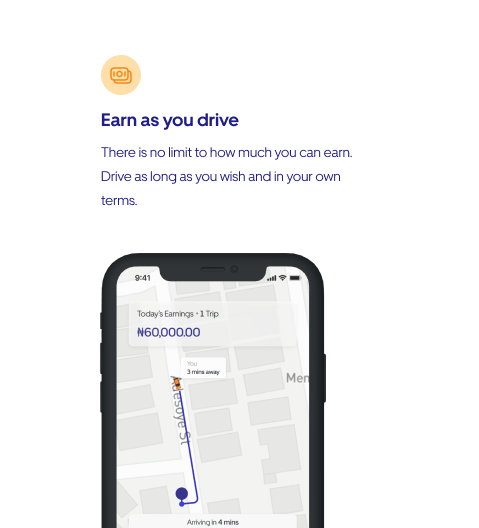 Earn as you drive
There is no limit to how much you can earn.
Drive as long as you wish and in your own
terms.
9:41
Today's Earnings • 1 Trip
₦60,000.00
You
3 mins away
Adesoye St
Men
Arriving in 4 mins